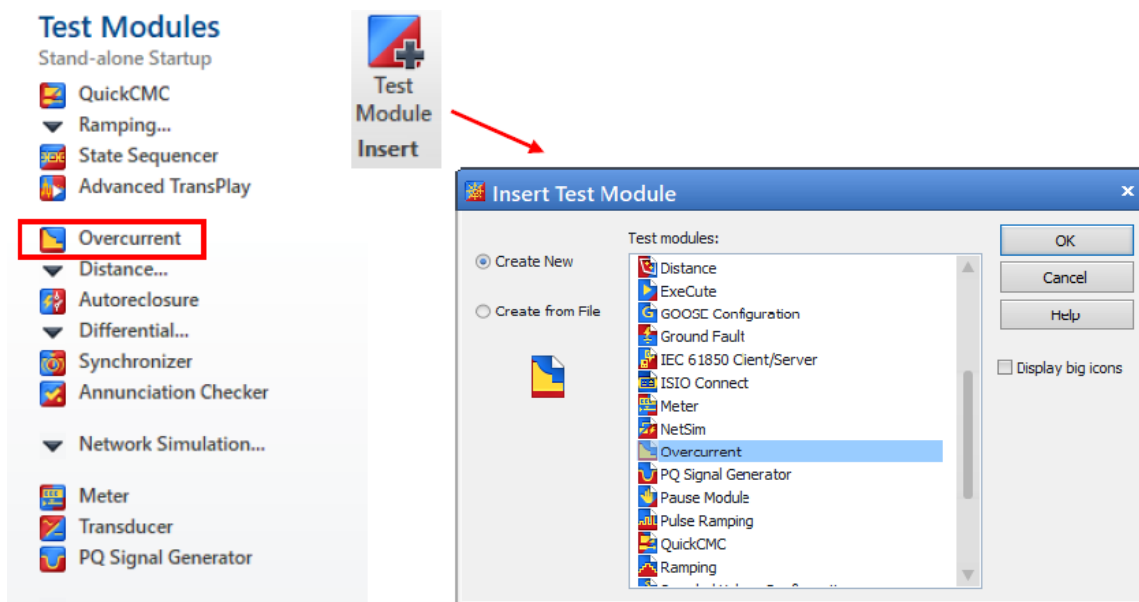 Test Modules
Stand-alone Startup
QuickCMC
Ramping...
State Sequencer
Advanced TransPlay
Overcurrent
Distance...
Autoreclosure
Differential...
Synchronizer
Annunciation Checker
Network Simulation...
Meter
Transducer
PQ Signal Generator
Test
Module
Insert
Insert Test Module
x
Create New
Create from File
Test modules:
Distance
ExeCute
GOOSE Configuration
Ground Fault
IEC 61850 Client/Server
ISIO Connect
Meter
NetSim
Overcurrent
PQ Signal Generator
Pause Module
Pulse Ramping
QuickCMC
Ramping
OK
Cancel
Help
Display big icons